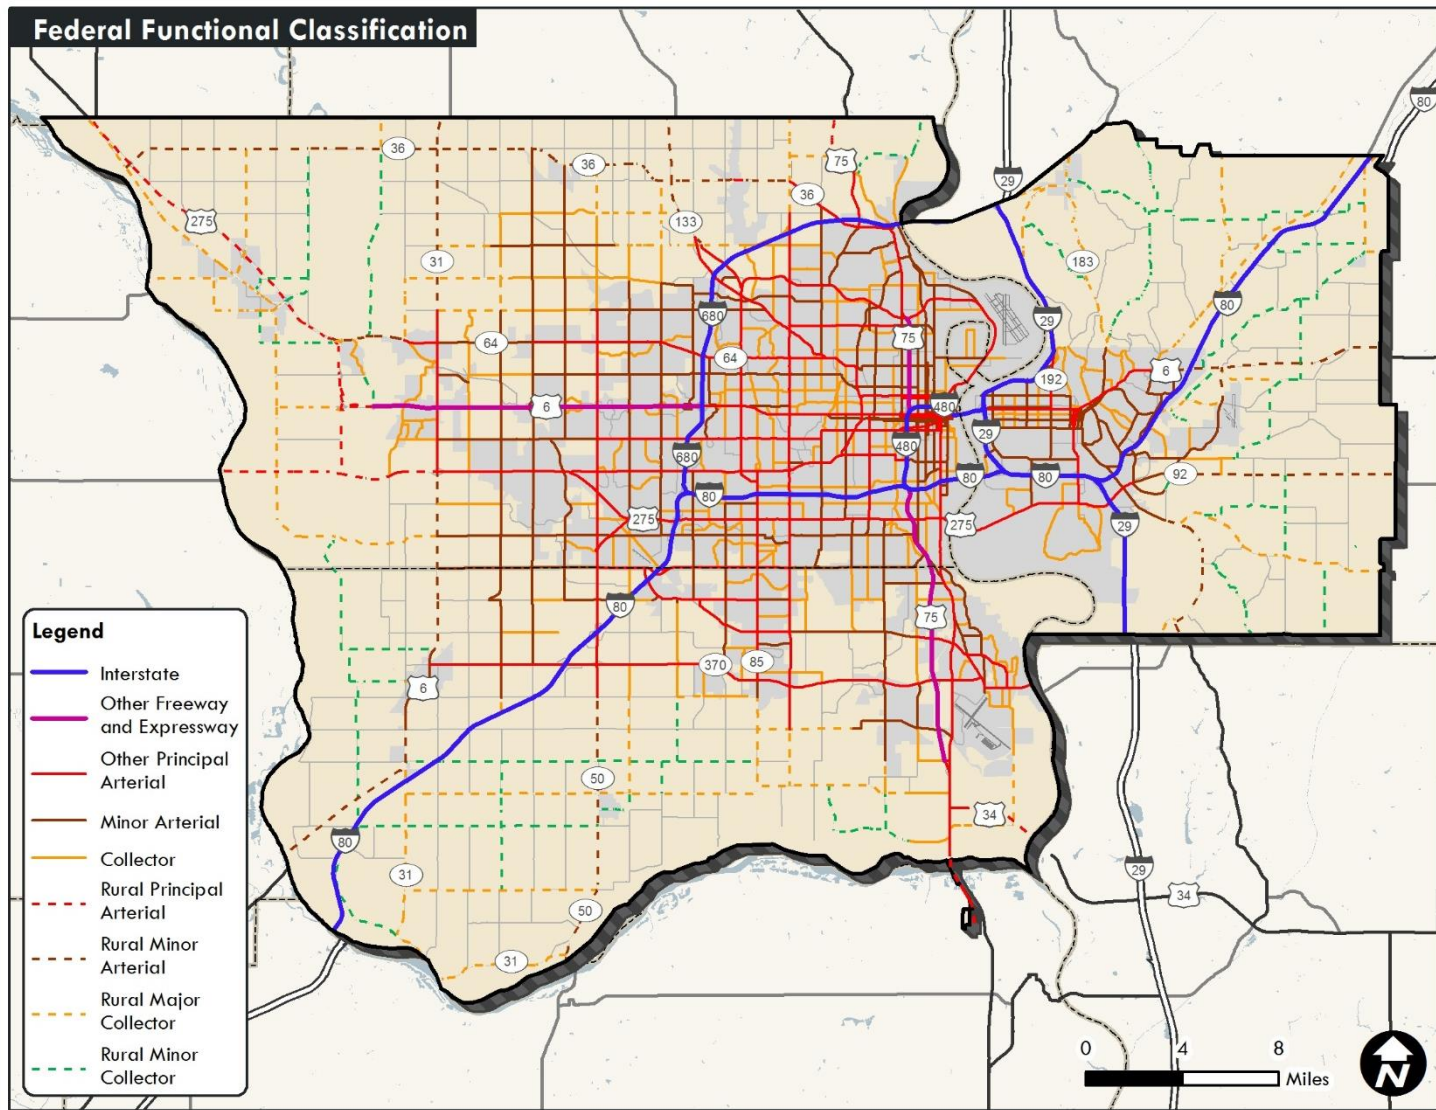 Federal Functional Classification
80
29
75
36
36
36
275
133
31
183
80
680
29
75
64
64
192
6
6
480
29
480
680
80
80
92
80
275
275
29
80
75
370
85
6
50
34
80
31
29
34
50
31
Legend
Interstate
Other Freeway
and Expressway
Other Principal
Arterial
Minor Arterial
Collector
Rural Principal
Arterial
Rural Minor
Arterial
Rural Major
Collector
Rural Minor
Collector
0 4 8
Miles
N